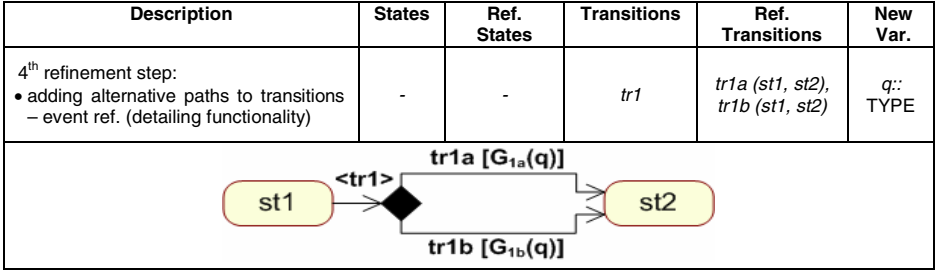 Description States Ref. States Transitions Ref. Transitions New Var.
4th refinement step:
• adding alternative paths to transitions – event ref. (detailing functionality)
- - tr1 tr1a (st1, st2), tr1b (st1, st2) q:: TYPE
tr1a [G1a(q)]
<tr1>
st1 st2
tr1b [G1b(q)]